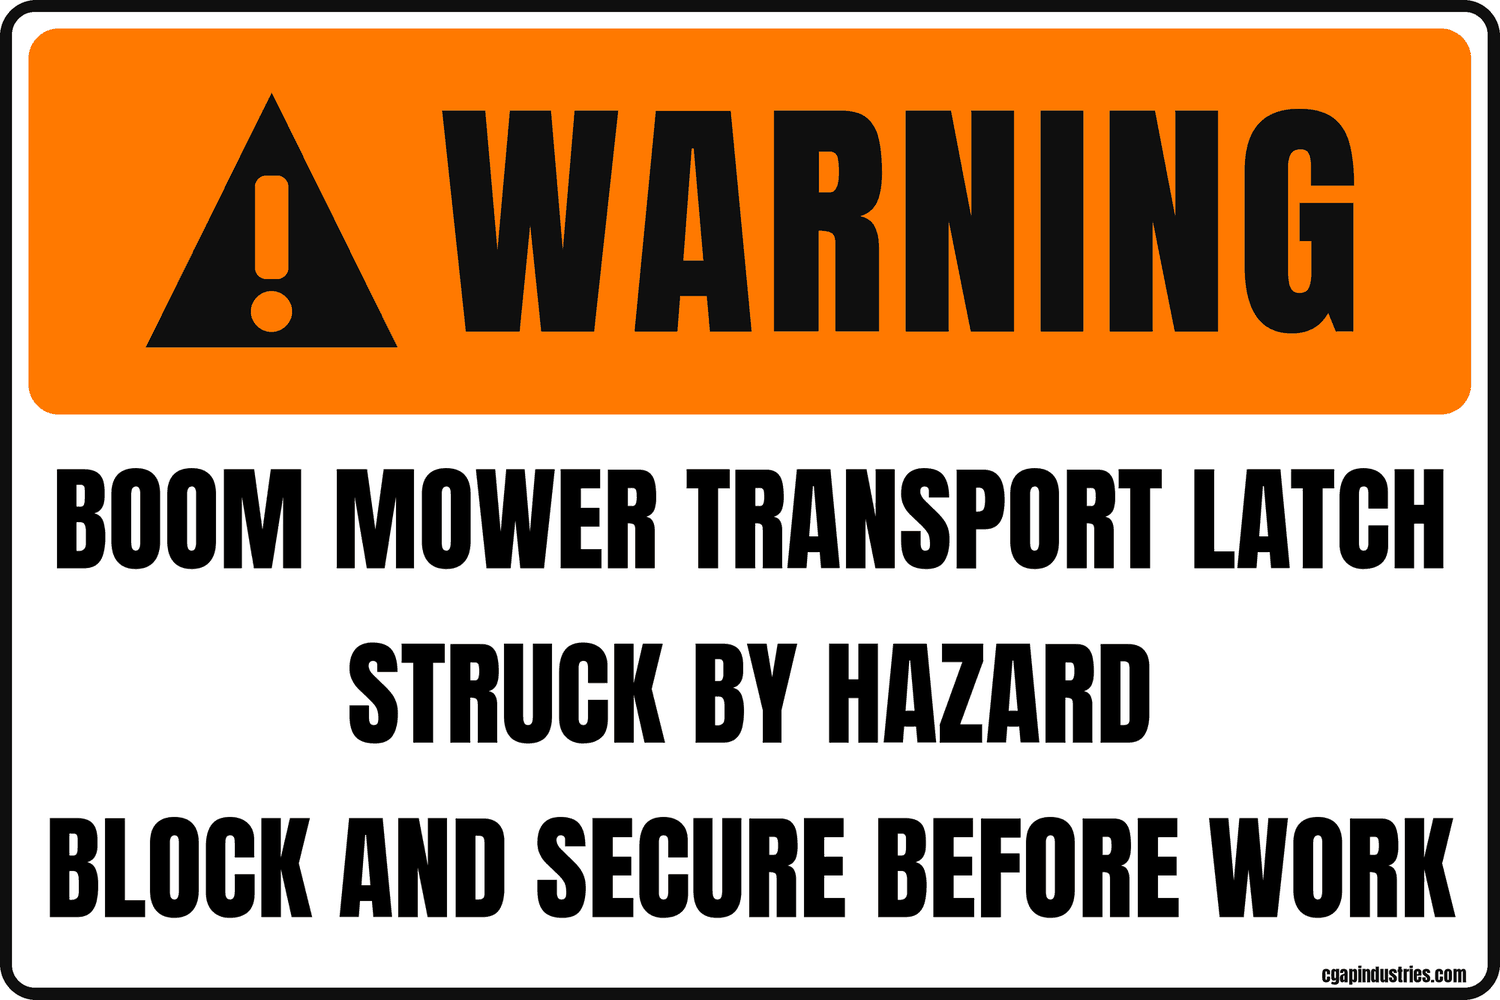 WARNING
BOOM MOWER TRANSPORT LATCH
STRUCK BY HAZARD
BLOCK AND SECURE BEFORE WORK
cgapindustries.com